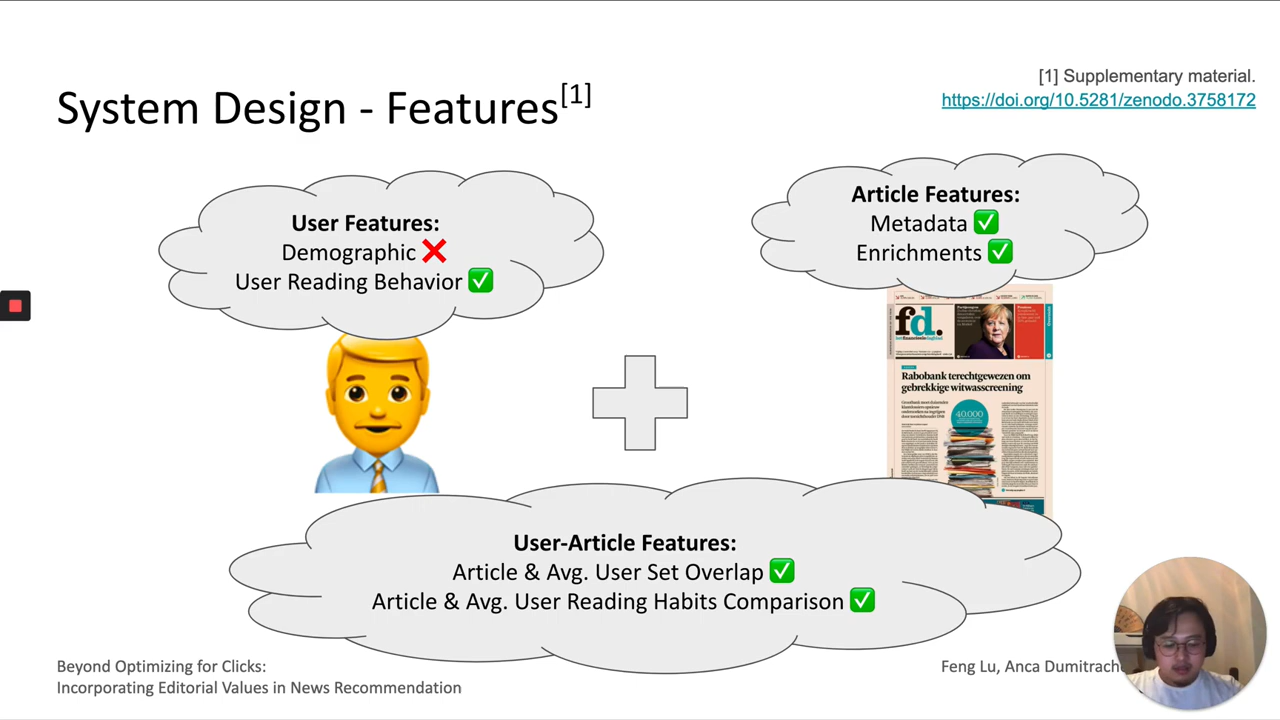 System Design - Features[1]
[1] Supplementary material.
https://doi.org/10.5281/zenodo.3758172
User Features:
Demographic ❌
User Reading Behavior ✅
Article Features:
Metadata ✅
Enrichments ✅
fd.
Rabobank terechtgewezen om
gebrekkige witwasscreening
40.000
User-Article Features:
Article & Avg. User Set Overlap ✅
Article & Avg. User Reading Habits Comparison ✅
Beyond Optimizing for Clicks:
Incorporating Editorial Values in News Recommendation
Feng Lu, Anca